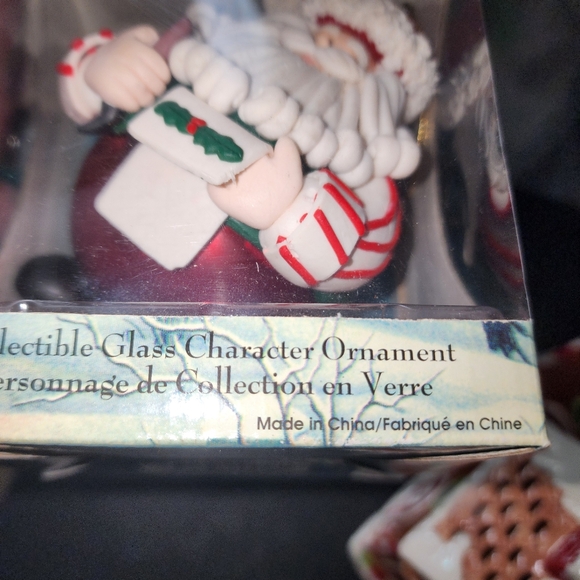 lectible Glass Character Ornament
ersonnage de Collection en Verre
Made in China/Fabriqué en Chine